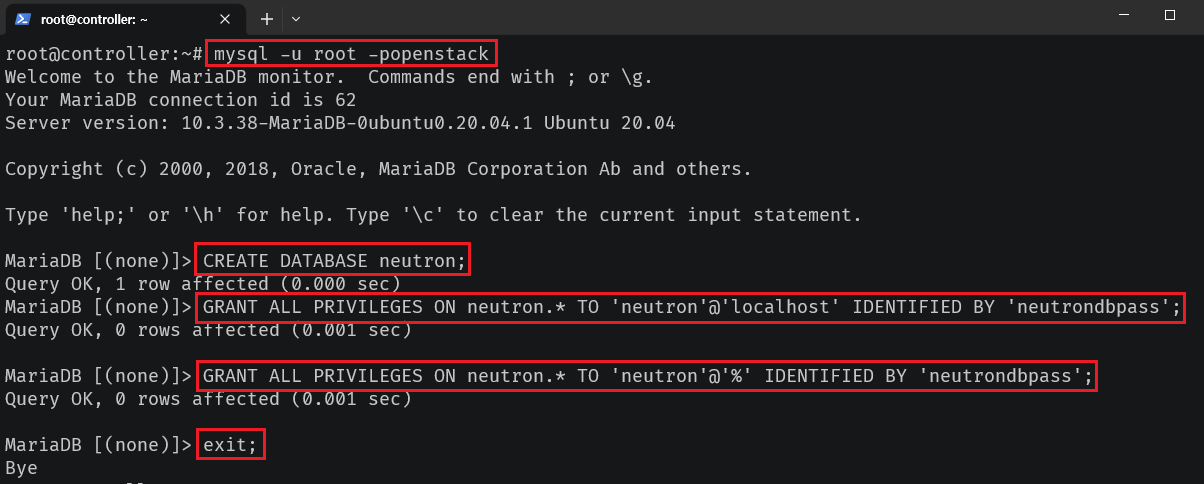 root@controller: ~
root@controller:~# mysql -u root -popenstack
Welcome to the MariaDB monitor.  Commands end with ; or \g.
Your MariaDB connection id is 62
Server version: 10.3.38-MariaDB-0ubuntu0.20.04.1 Ubuntu 20.04
Copyright (c) 2000, 2018, Oracle, MariaDB Corporation Ab and others.
Type 'help;' or '\h' for help. Type '\c' to clear the current input statement.
MariaDB [(none)]> CREATE DATABASE neutron;
Query OK, 1 row affected (0.000 sec)
MariaDB [(none)]> GRANT ALL PRIVILEGES ON neutron.* TO 'neutron'@'localhost' IDENTIFIED BY 'neutrondbpass';
Query OK, 0 rows affected (0.001 sec)
MariaDB [(none)]> GRANT ALL PRIVILEGES ON neutron.* TO 'neutron'@'%' IDENTIFIED BY 'neutrondbpass';
Query OK, 0 rows affected (0.001 sec)
MariaDB [(none)]> exit;
Bye